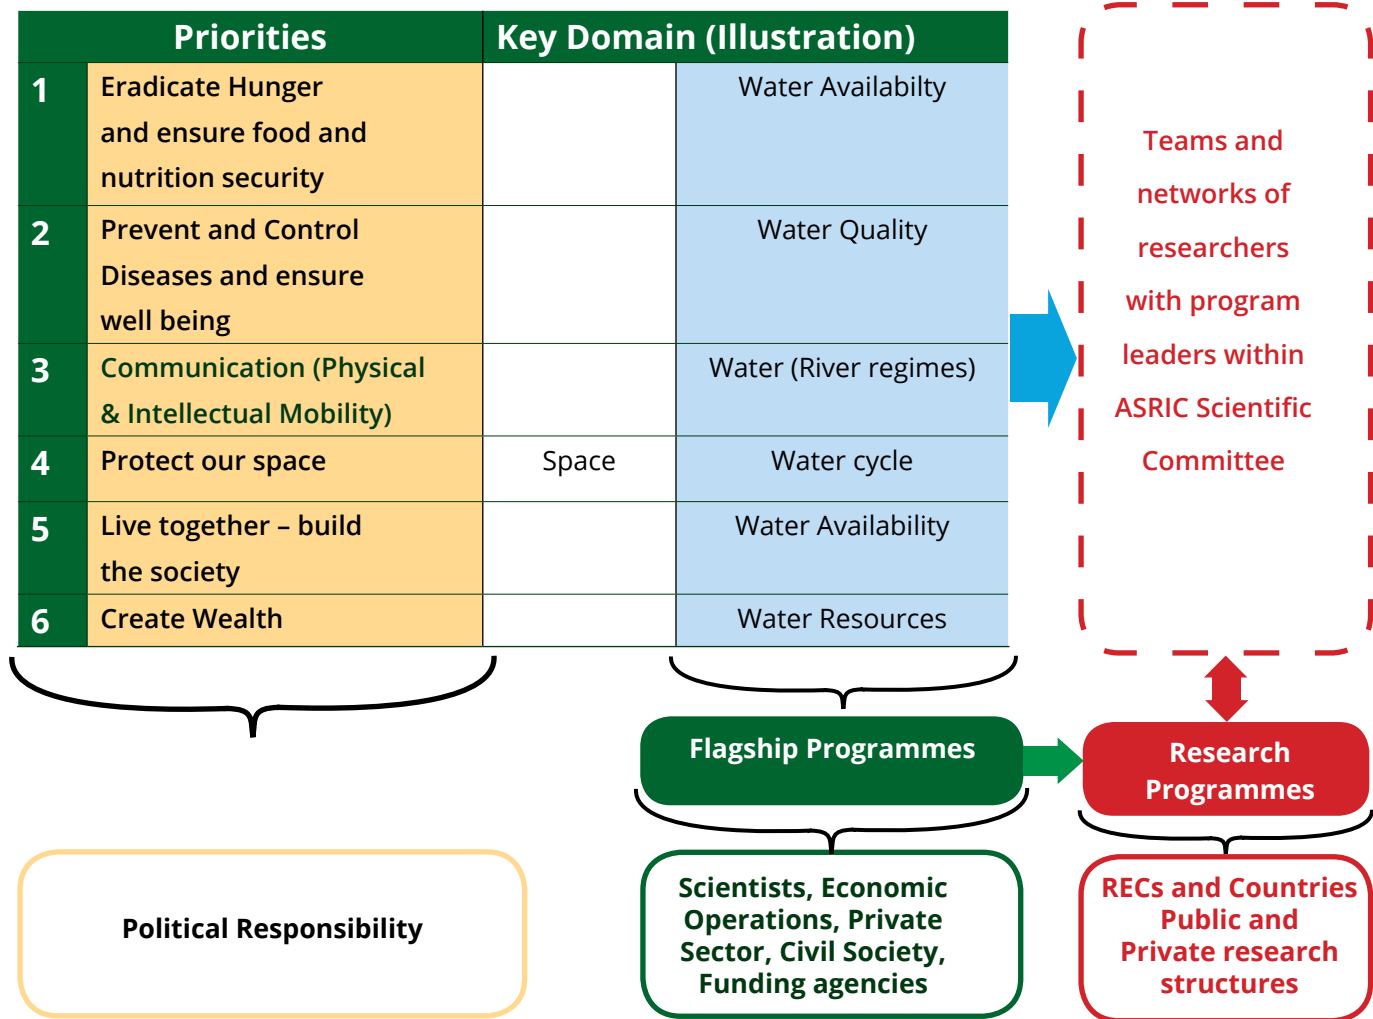 Priorities
Key Domain (Illustration)
1
Eradicate Hunger
and ensure food and
nutrition security
Water Availabilty
2
Prevent and Control
Diseases and ensure
well being
Water Quality
3
Communication (Physical
& Intellectual Mobility)
Water (River regimes)
4
Protect our space
Space
Water cycle
5
Live together – build
the society
Water Availability
6
Create Wealth
Water Resources
Teams and
networks of
researchers
with program
leaders within
ASRIC Scientific
Committee
Flagship Programmes
Research
Programmes
Political Responsibility
Scientists, Economic
Operations, Private
Sector, Civil Society,
Funding agencies
RECs and Countries
Public and
Private research
structures